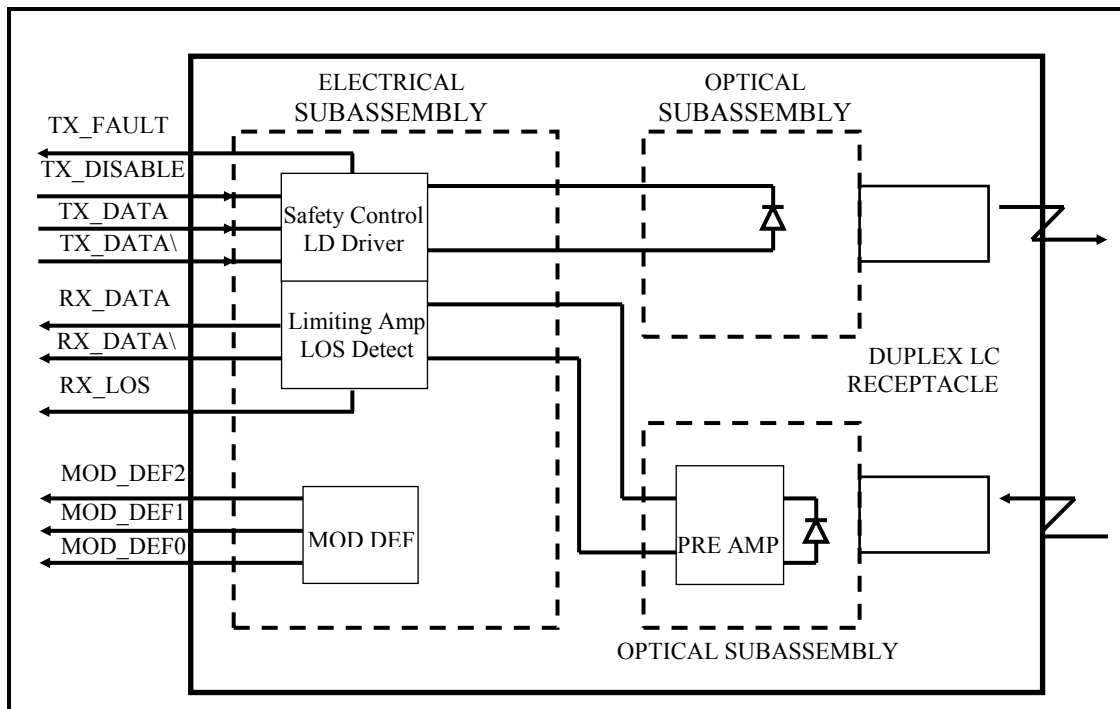 ELECTRICAL
SUBASSEMBLY
OPTICAL
SUBASSEMBLY
TX_FAULT
TX_DISABLE
TX_DATA
TX_DATA\
RX_DATA
RX_DATA\
RX_LOS
MOD_DEF2
MOD_DEF1
MOD_DEF0
Safety Control
LD Driver
Limiting Amp
LOS Detect
MOD DEF
DUPLEX LC
RECEPTACLE
PRE AMP
OPTICAL SUBASSEMBLY